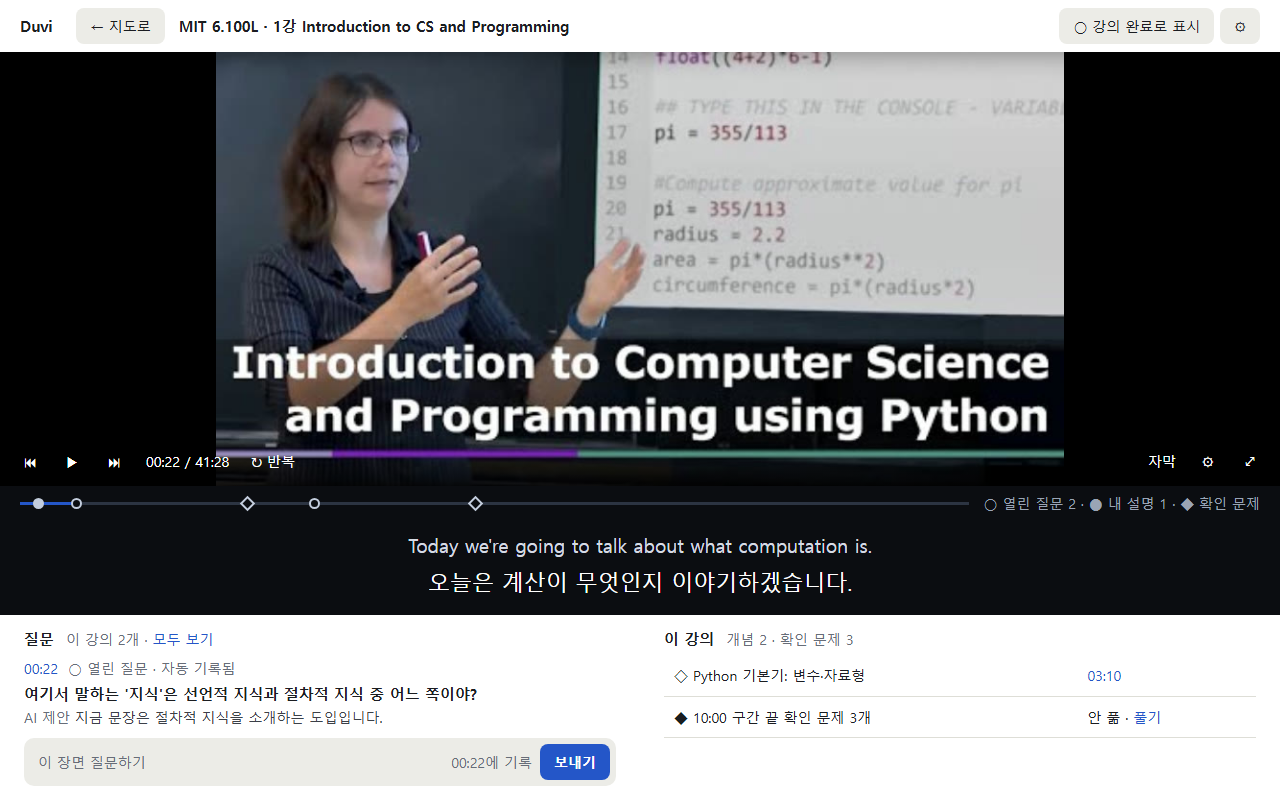 Duvi
← 지도로
MIT 6.100L · 1강 Introduction to CS and Programming
○ 강의 완료로 표시
14 float((4+2)*6-1)
15
16 ## TYPE THIS IN THE CONSOLE - VARIABL
17 pi = 355/113
18
19 #Compute approximate value for pi
20 pi = 355/113
21 radius = 2.2
area = pi*(radius**2)
circumference = pi*(radius*2)
Introduction to Computer Science
and Programming using Python
00:22 / 41:28 ↻ 반복
자막
○ 열린 질문 2 · ● 내 설명 1 · ◆ 확인 문제
Today we're going to talk about what computation is.
오늘은 계산이 무엇인지 이야기하겠습니다.
질문 이 강의 2개 · 모두 보기
00:22 ○ 열린 질문 · 자동 기록됨
여기서 말하는 '지식'은 선언적 지식과 절차적 지식 중 어느 쪽이야?
AI 제안 지금 문장은 절차적 지식을 소개하는 도입입니다.
이 장면 질문하기 00:22에 기록 보내기
이 강의 개념 2 · 확인 문제 3
◇ Python 기본기: 변수·자료형 03:10
◆ 10:00 구간 끝 확인 문제 3개 안 풂 · 풀기